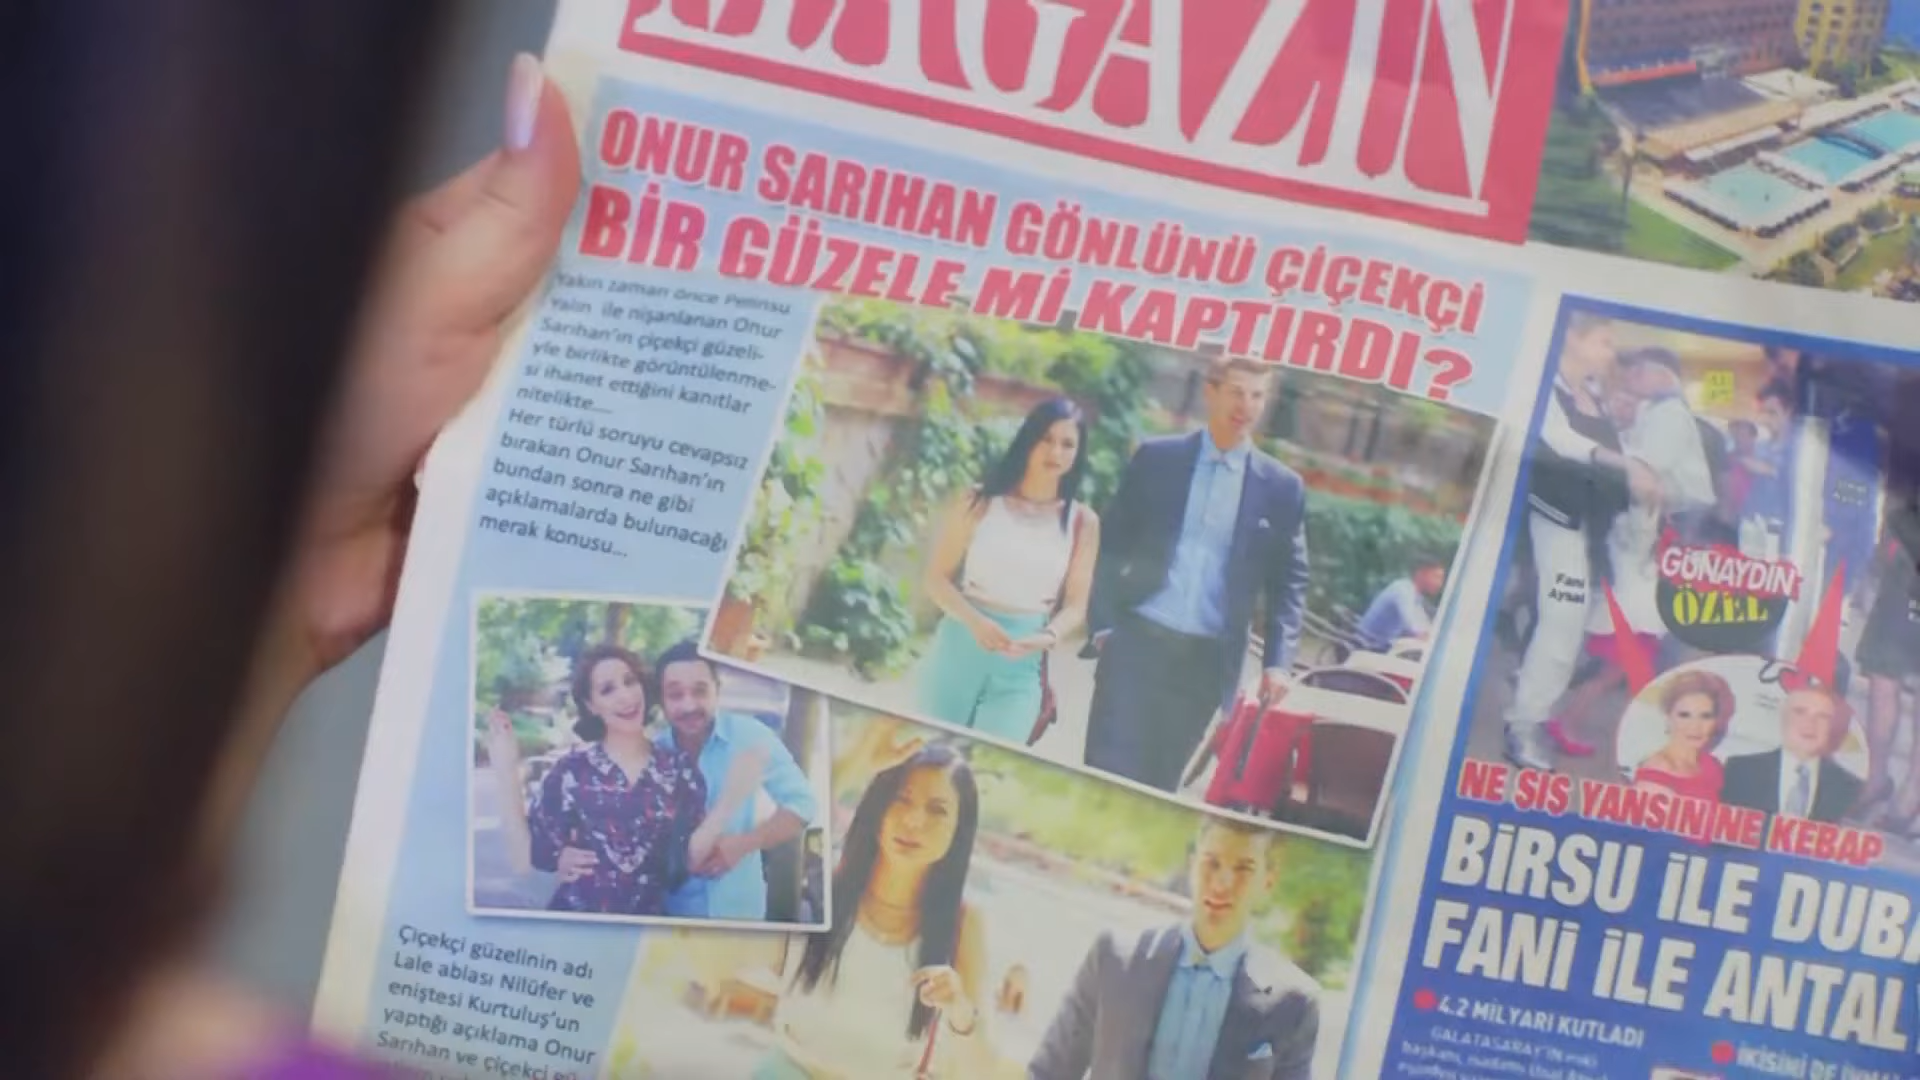 MAGAZİN
ONUR SARIHAN GÖNLÜNÜ ÇİÇEKÇİ
BİR GÜZELE Mİ KAPTIRDI?
Yakın zaman önce Pelinsu
Yalın ile nişanlanan Onur
Sarıhan'ın çiçekçi güzeli-
yle birlikte görüntülenme-
si ihanet ettiğini kanıtlar
nitelikte....
Her türlü soruyu cevapsız
bırakan Onur Sarıhan'ın
bundan sonra ne gibi
açıklamalarda bulunacağı
merak konusu...
Çiçekçi güzelinin adı
Lale ablası Nilüfer ve
eniştesi Kurtuluş'un
yaptığı açıklama Onur
Sarıhan ve çiçekçi
Fani
Aysal
GÜNAYDIN
ÖZEL
NE ŞİŞ YANSIN NE KEBAP
BİRSU İLE DUBA
FANİ İLE ANTAL
4.2 MİLYARI KUTLADI
GALATASARAY'IN eski